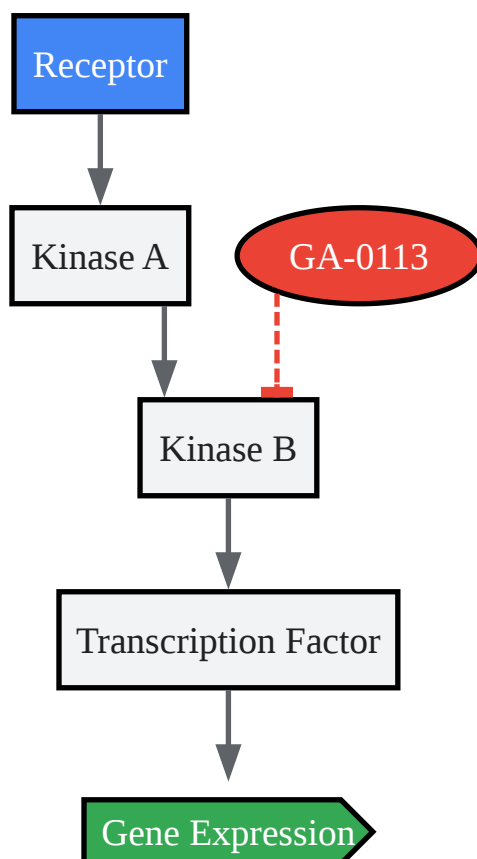 Receptor
Kinase A
GA-0113
Kinase B
Transcription Factor
Gene Expression